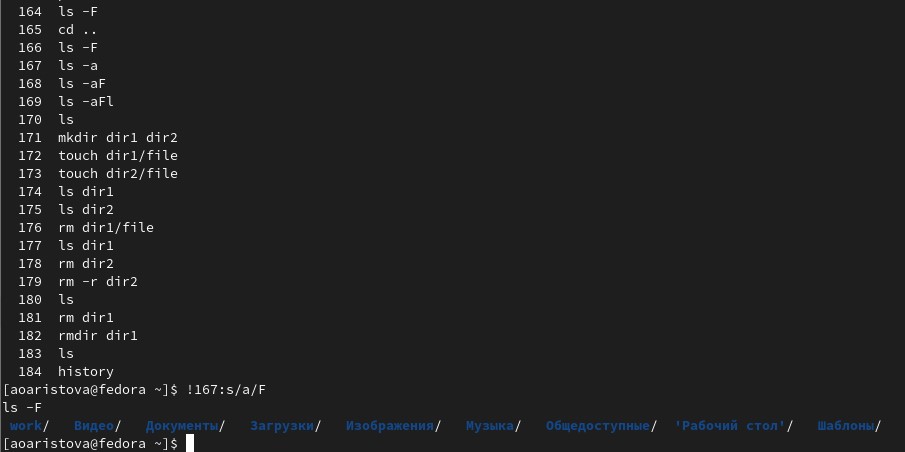 164 ls -F
165 cd ..
166 ls -F
167 ls -a
168 ls -aF
169 ls -aFl
170 ls
171 mkdir dir1 dir2
172 touch dir1/file
173 touch dir2/file
174 ls dir1
175 ls dir2
176 rm dir1/file
177 ls dir1
178 rm dir2
179 rm -r dir2
180 ls
181 rm dir1
182 rmdir dir1
183 ls
184 history
[aoaristova@fedora ~]$ !167:s/a/F
ls -F
work/ Видео/ Документы/ Загрузки/ Изображения/ Музыка/ Общедоступные/ 'Рабочий стол'/ Шаблоны/
[aoaristova@fedora ~]$